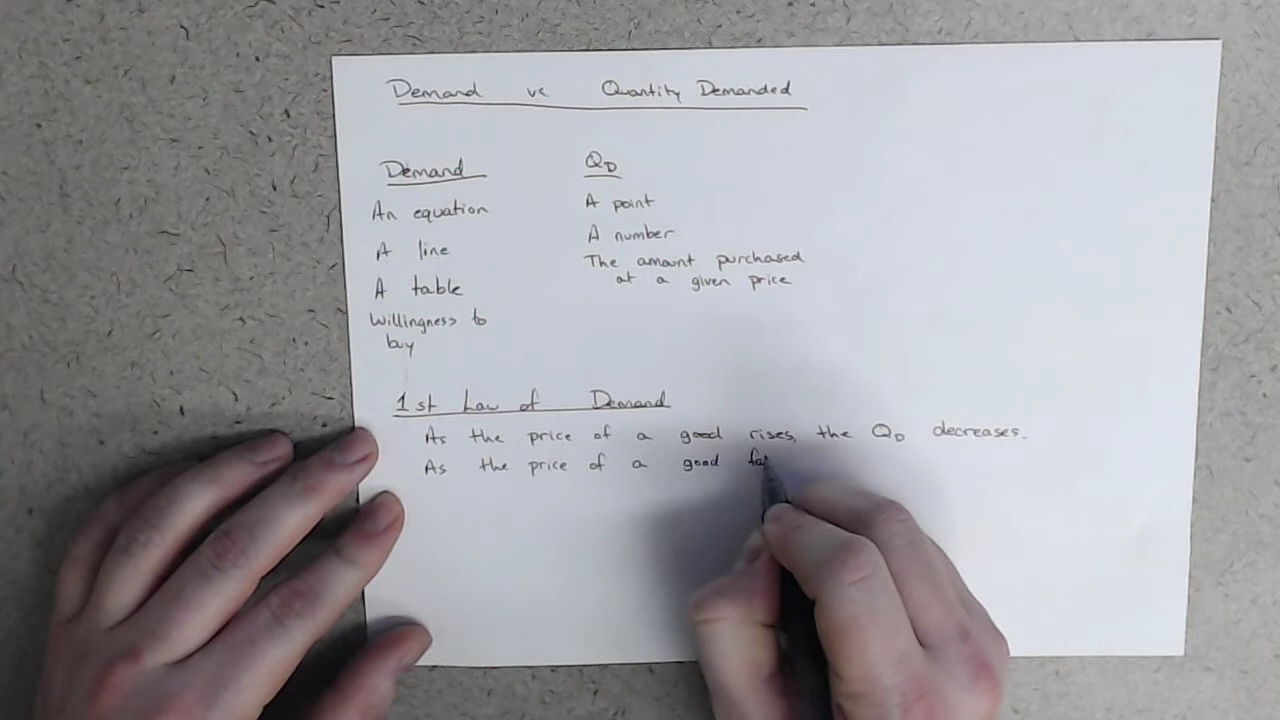 Demand vs Quantity Demanded
Demand
An equation
A line
A table
Willingness to
buy
QD
A point
A number
The amount purchased
at a given price
1st Law of Demand
As the price of a good rises, the QD decreases.
As the price of a good fa